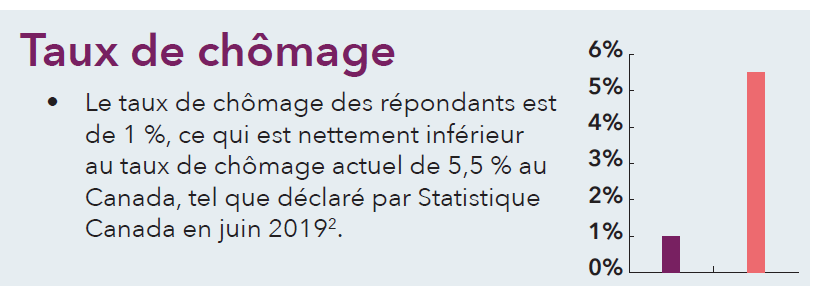 Taux de chômage
• Le taux de chômage des répondants est
de 1 %, ce qui est nettement inférieur
au taux de chômage actuel de 5,5 % au
Canada, tel que déclaré par Statistique
Canada en juin 2019².
6%
5%
4%
3%
2%
1%
0%